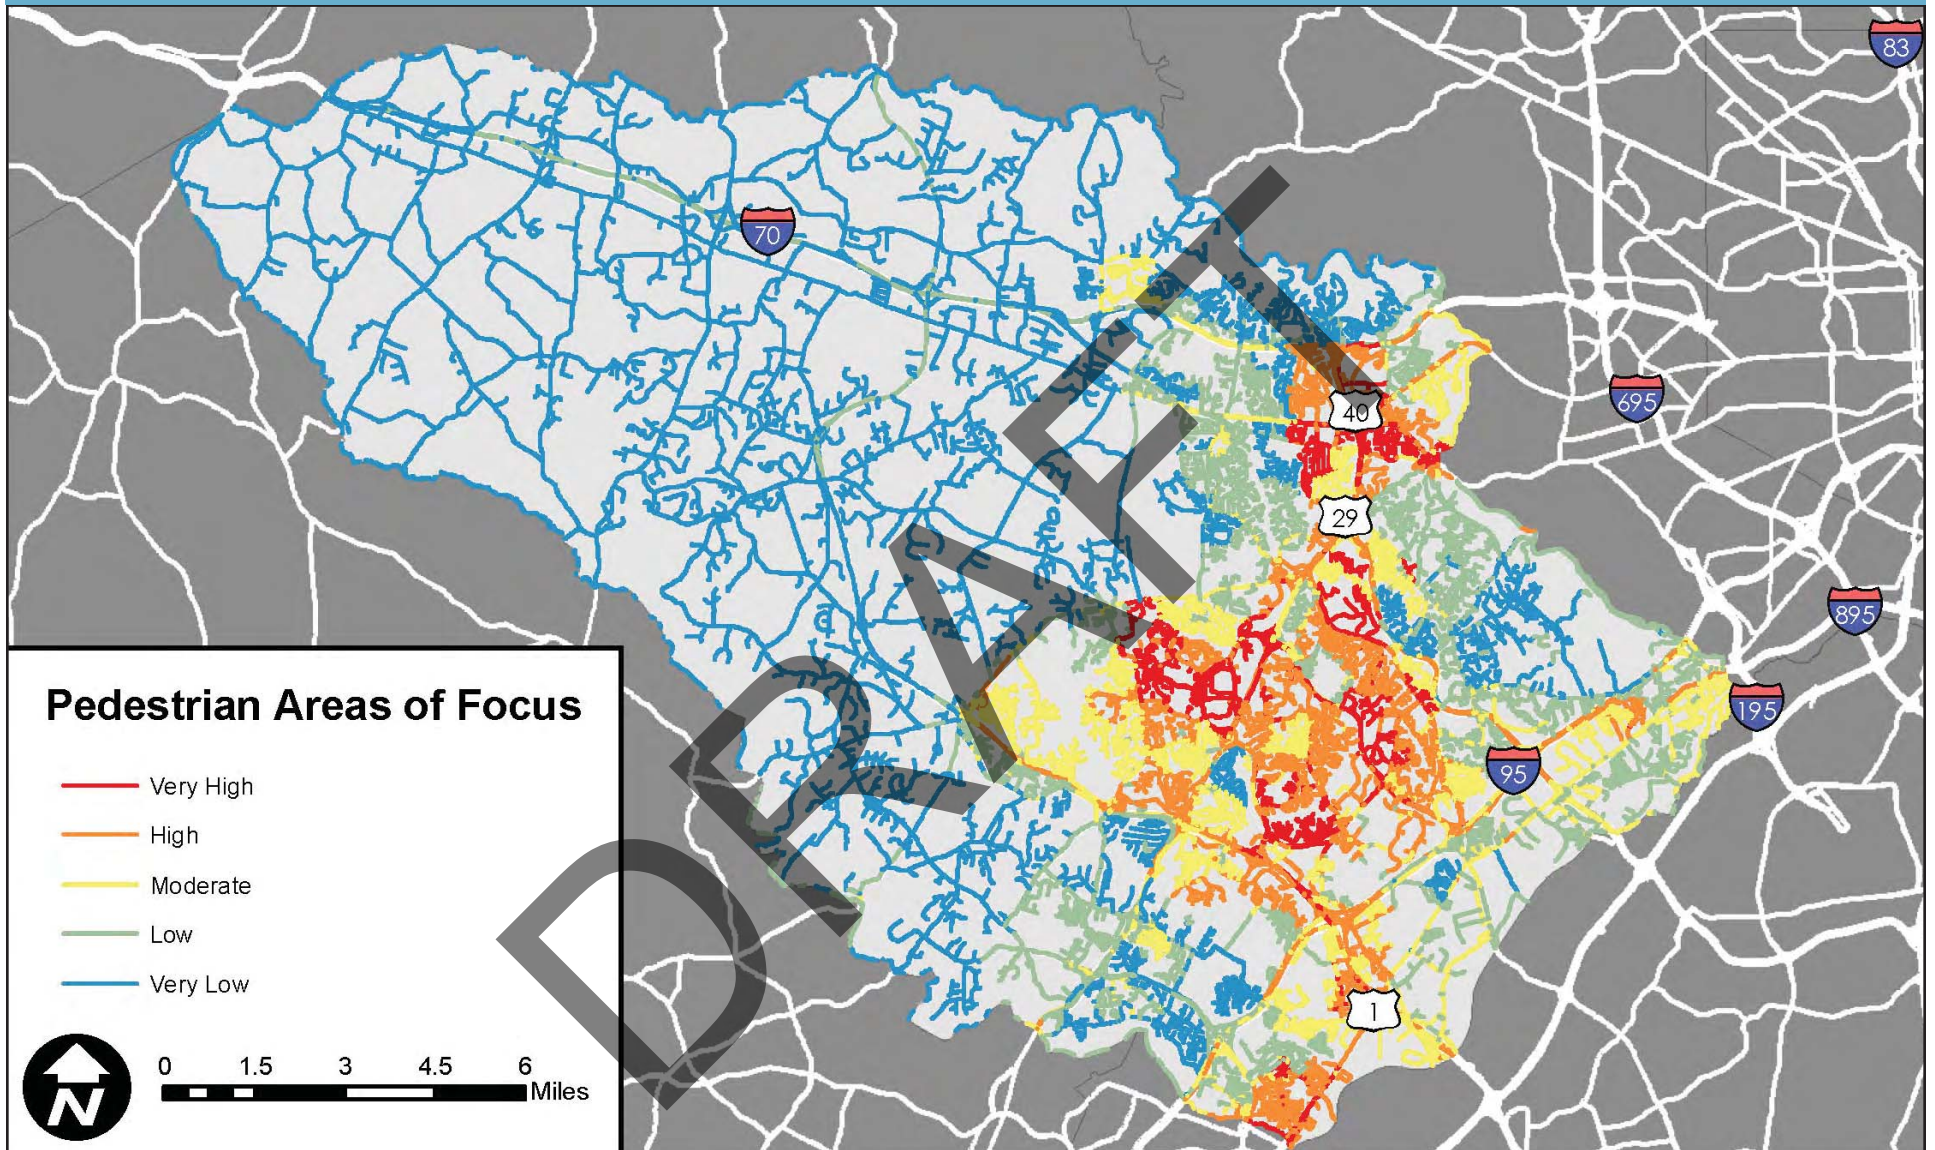 83
70
40
695
29
895
195
95
1
DRAFT
Pedestrian Areas of Focus
Very High
High
Moderate
Low
Very Low
N
0 1.5 3 4.5 6
Miles